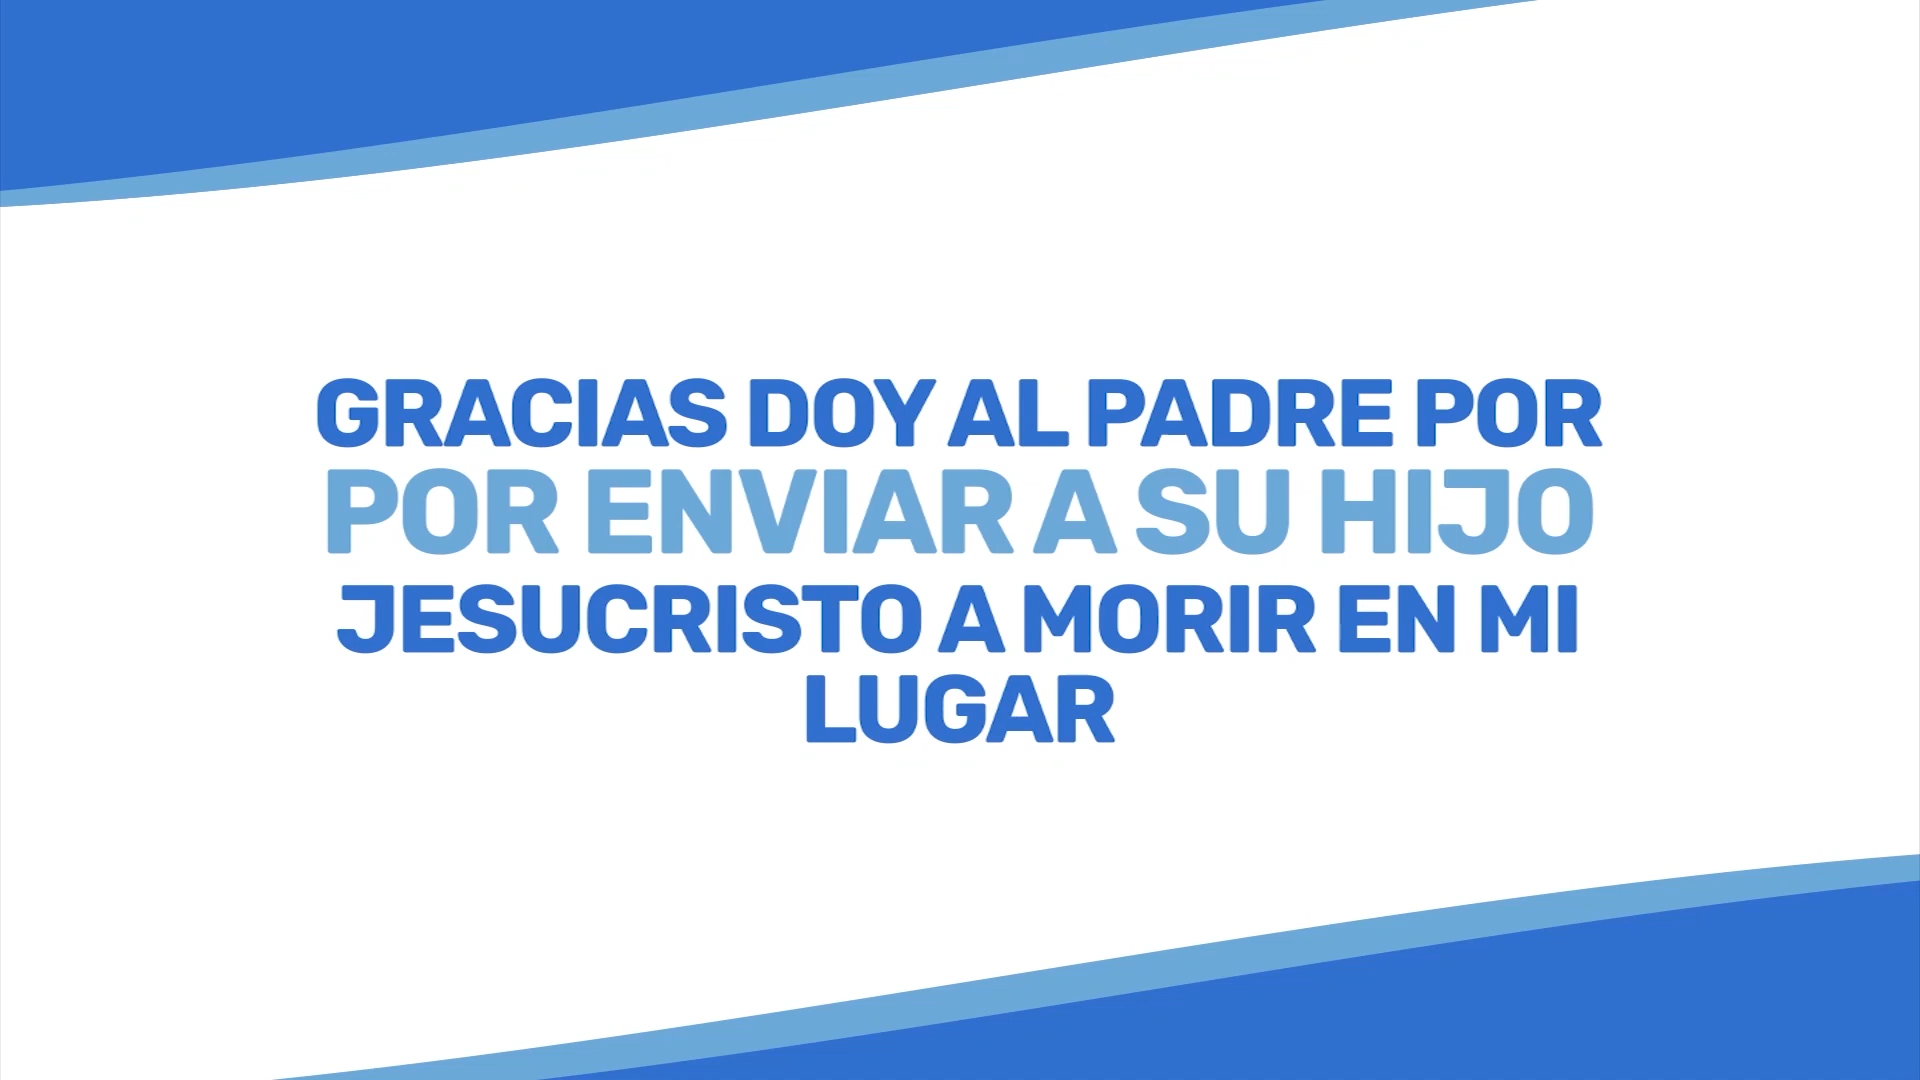 GRACIAS DOY AL PADRE POR
POR ENVIAR A SU HIJO
JESUCRISTO A MORIR EN MI
LUGAR